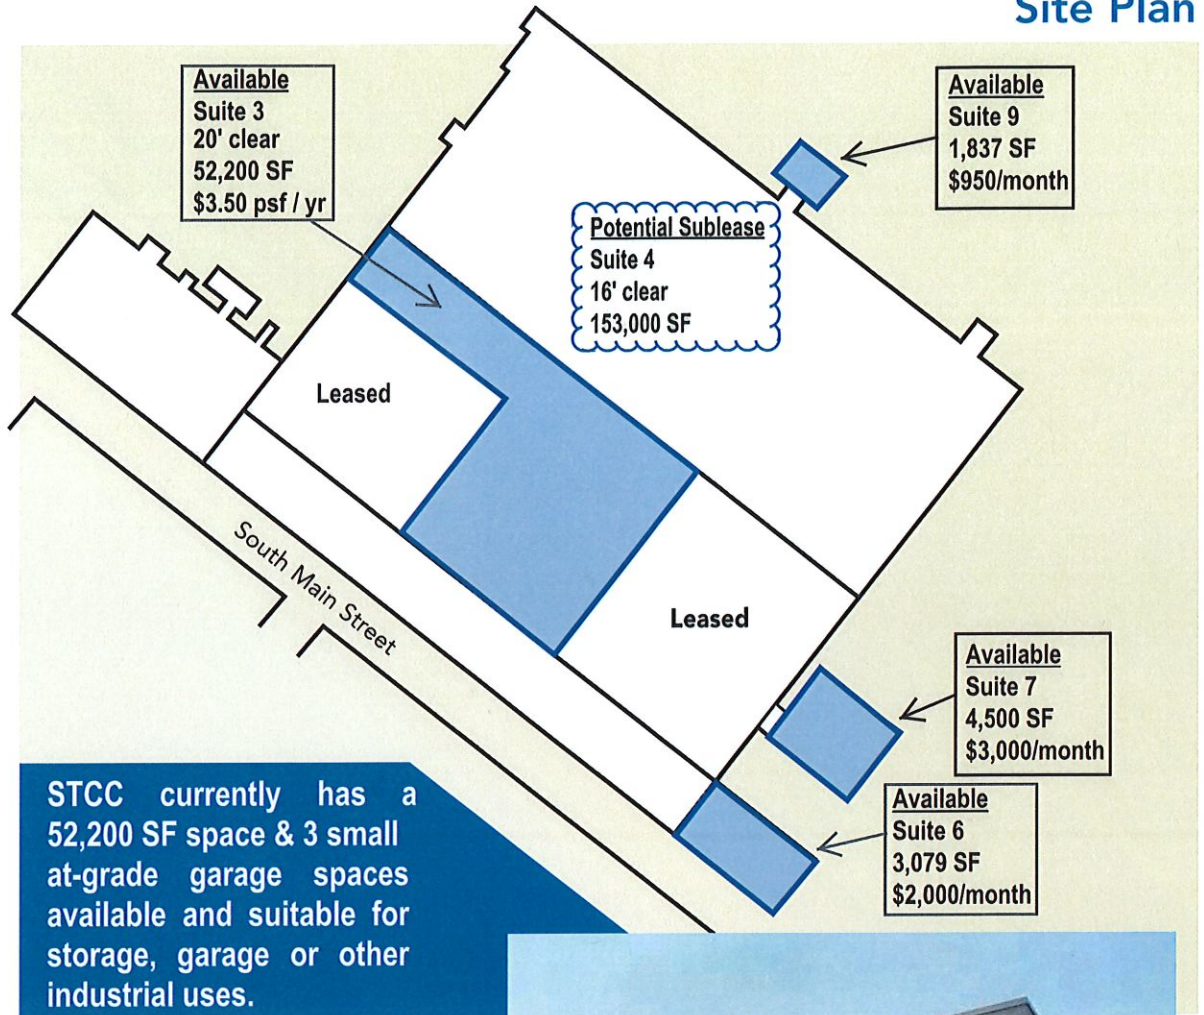 Site Plan
Available
Suite 3
20' clear
52,200 SF
$3.50 psf / yr
Available
Suite 9
1,837 SF
$950/month
Potential Sublease
Suite 4
16' clear
153,000 SF
Leased
South Main Street
Leased
Available
Suite 7
4,500 SF
$3,000/month
Available
Suite 6
3,079 SF
$2,000/month
STCC currently has a
52,200 SF space & 3 small
at-grade garage spaces
available and suitable for
storage, garage or other
industrial uses.